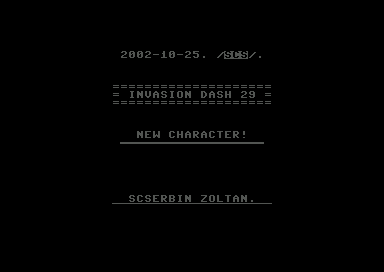 2002-10-25. /SCS/.
====================
= INVASION DASH 29 =
====================
NEW CHARACTER!
SCSERBIN ZOLTAN.